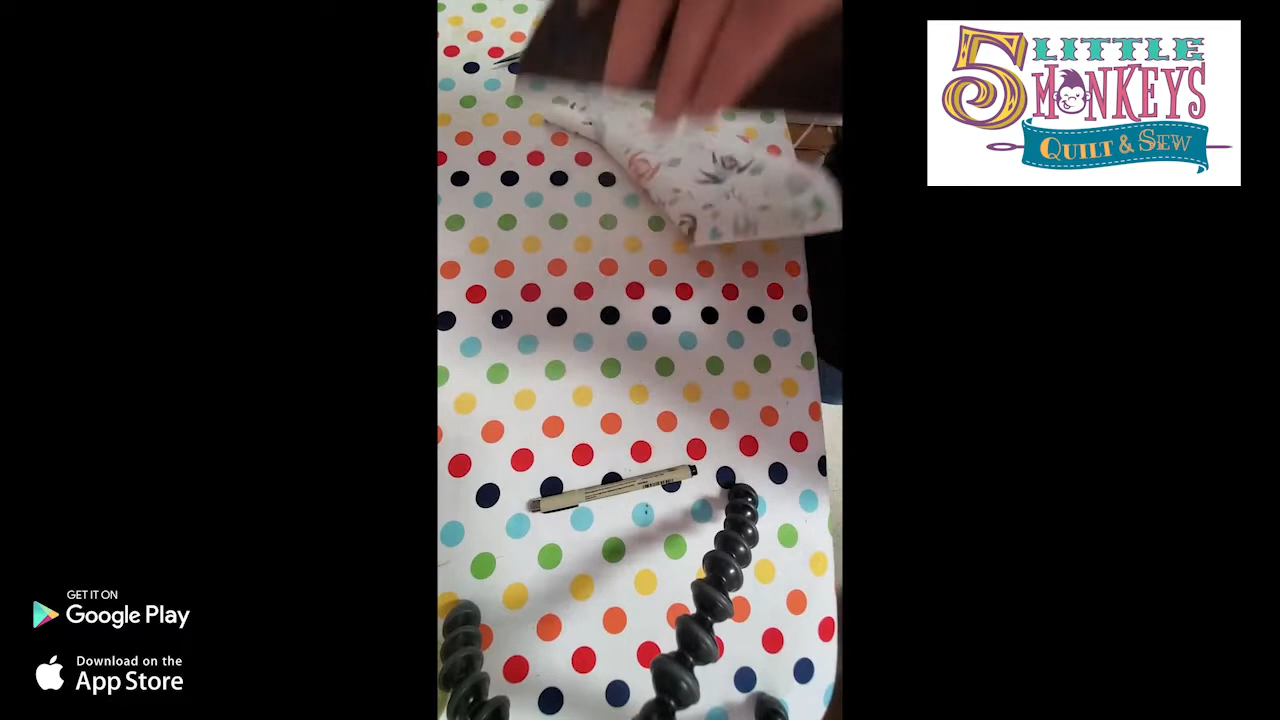 5 LITTLE
MONKEYS
QUILT & SEW
GET IT ON
Google Play
Download on the
App Store